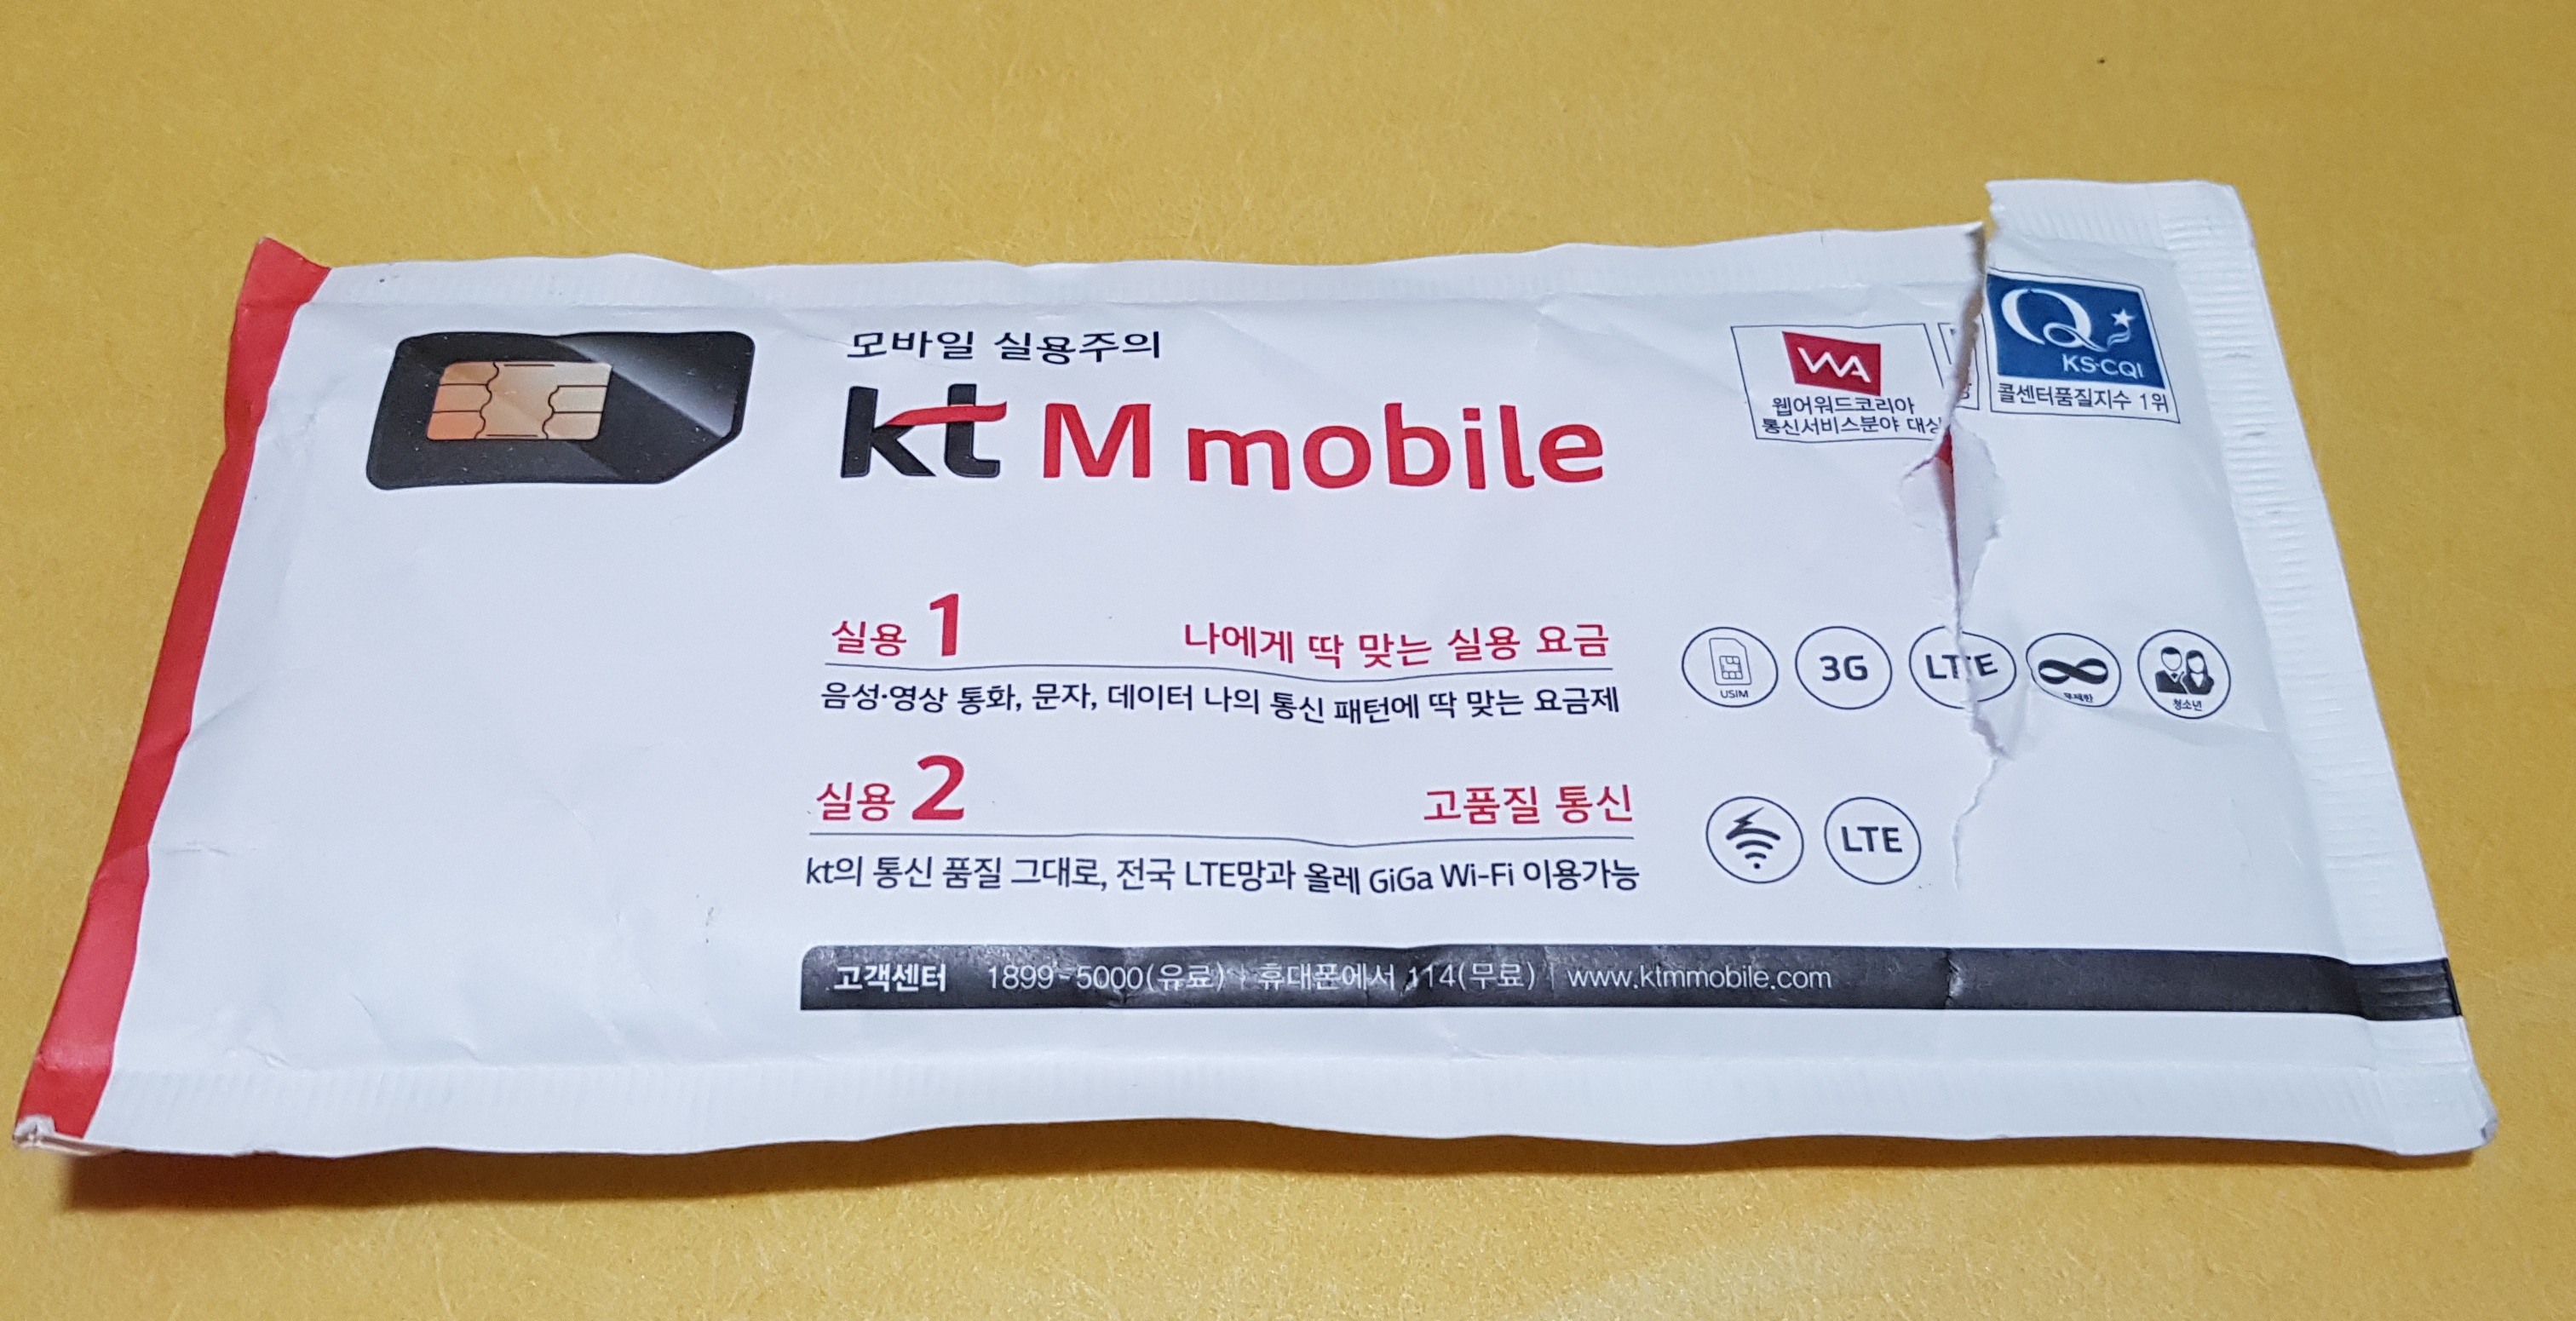 모바일 실용주의
kt M mobile
WA
웹어워드코리아
통신서비스분야 대상
Q
KS-CQI
콜센터품질지수 1위
실용 1 나에게 딱 맞는 실용 요금
음성·영상 통화, 문자, 데이터 나의 통신 패턴에 딱 맞는 요금제
USIM 3G LTE 무제한 청소년
실용 2 고품질 통신
kt의 통신 품질 그대로, 전국 LTE망과 올레 GiGa Wi-Fi 이용가능
LTE
고객센터 1899-5000(유료) | 휴대폰에서 114(무료) | www.ktmmobile.com